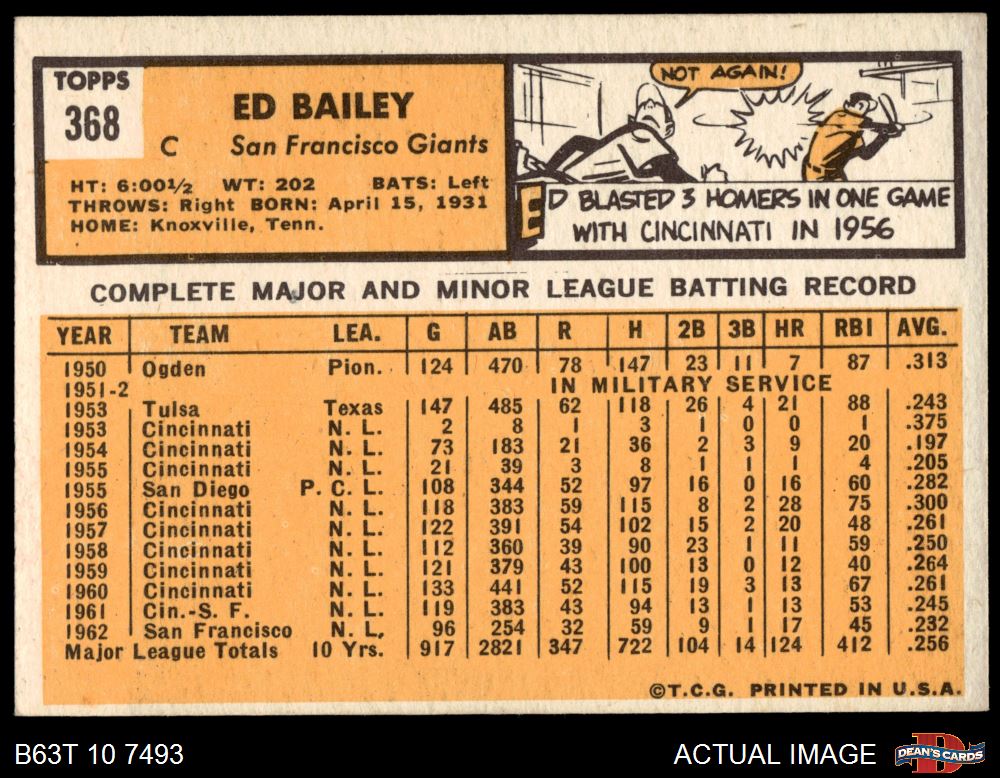 TOPPS
368
ED BAILEY
C San Francisco Giants
HT: 6:00½ WT: 202 BATS: Left
THROWS: Right BORN: April 15, 1931
HOME: Knoxville, Tenn.
NOT AGAIN!
ED BLASTED 3 HOMERS IN ONE GAME
WITH CINCINNATI IN 1956
COMPLETE MAJOR AND MINOR LEAGUE BATTING RECORD
YEAR TEAM LEA. G AB R H 2B 3B HR RBI AVG.
1950 Ogden Pion. 124 470 78 147 23 11 7 87 .313
1951-2 IN MILITARY SERVICE
1953 Tulsa Texas 147 485 62 118 26 4 21 88 .243
1953 Cincinnati N. L. 2 8 1 3 1 0 0 1 .375
1954 Cincinnati N. L. 73 183 21 36 2 3 9 20 .197
1955 Cincinnati N. L. 21 39 3 8 1 1 1 4 .205
1955 San Diego P. C. L. 108 344 52 97 16 0 16 60 .282
1956 Cincinnati N. L. 118 383 59 115 8 2 28 75 .300
1957 Cincinnati N. L. 122 391 54 102 15 2 20 48 .261
1958 Cincinnati N. L. 112 360 39 90 23 1 11 59 .250
1959 Cincinnati N. L. 121 379 43 100 13 0 12 40 .264
1960 Cincinnati N. L. 133 441 52 115 19 3 13 67 .261
1961 Cin.-S. F. N. L. 119 383 43 94 13 1 13 53 .245
1962 San Francisco N. L. 96 254 32 59 9 1 17 45 .232
Major League Totals 10 Yrs. 917 2821 347 722 104 14 124 412 .256
©T.C.G. PRINTED IN U.S.A.
B63T 10 7493 ACTUAL IMAGE DEAN'S CARDS